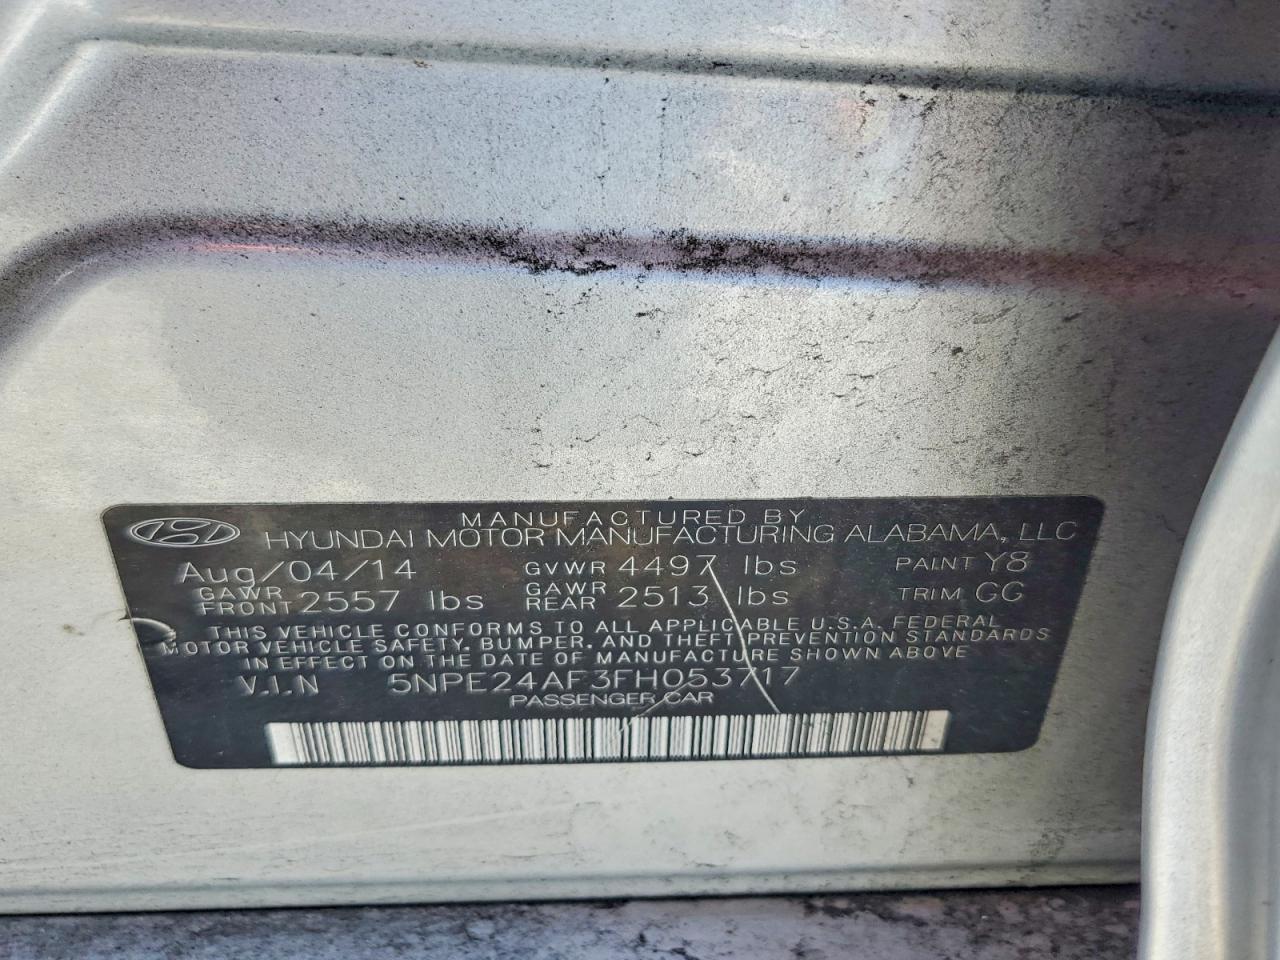 MANUFACTURED BY
HYUNDAI MOTOR MANUFACTURING ALABAMA, LLC
Aug/04/14 GVWR 4497 lbs PAINT Y8
GAWR FRONT 2557 lbs GAWR REAR 2513 lbs TRIM GG
THIS VEHICLE CONFORMS TO ALL APPLICABLE U.S.A. FEDERAL
MOTOR VEHICLE SAFETY, BUMPER, AND THEFT PREVENTION STANDARDS
IN EFFECT ON THE DATE OF MANUFACTURE SHOWN ABOVE
V.I.N 5NPE24AF3FH053717
PASSENGER CAR